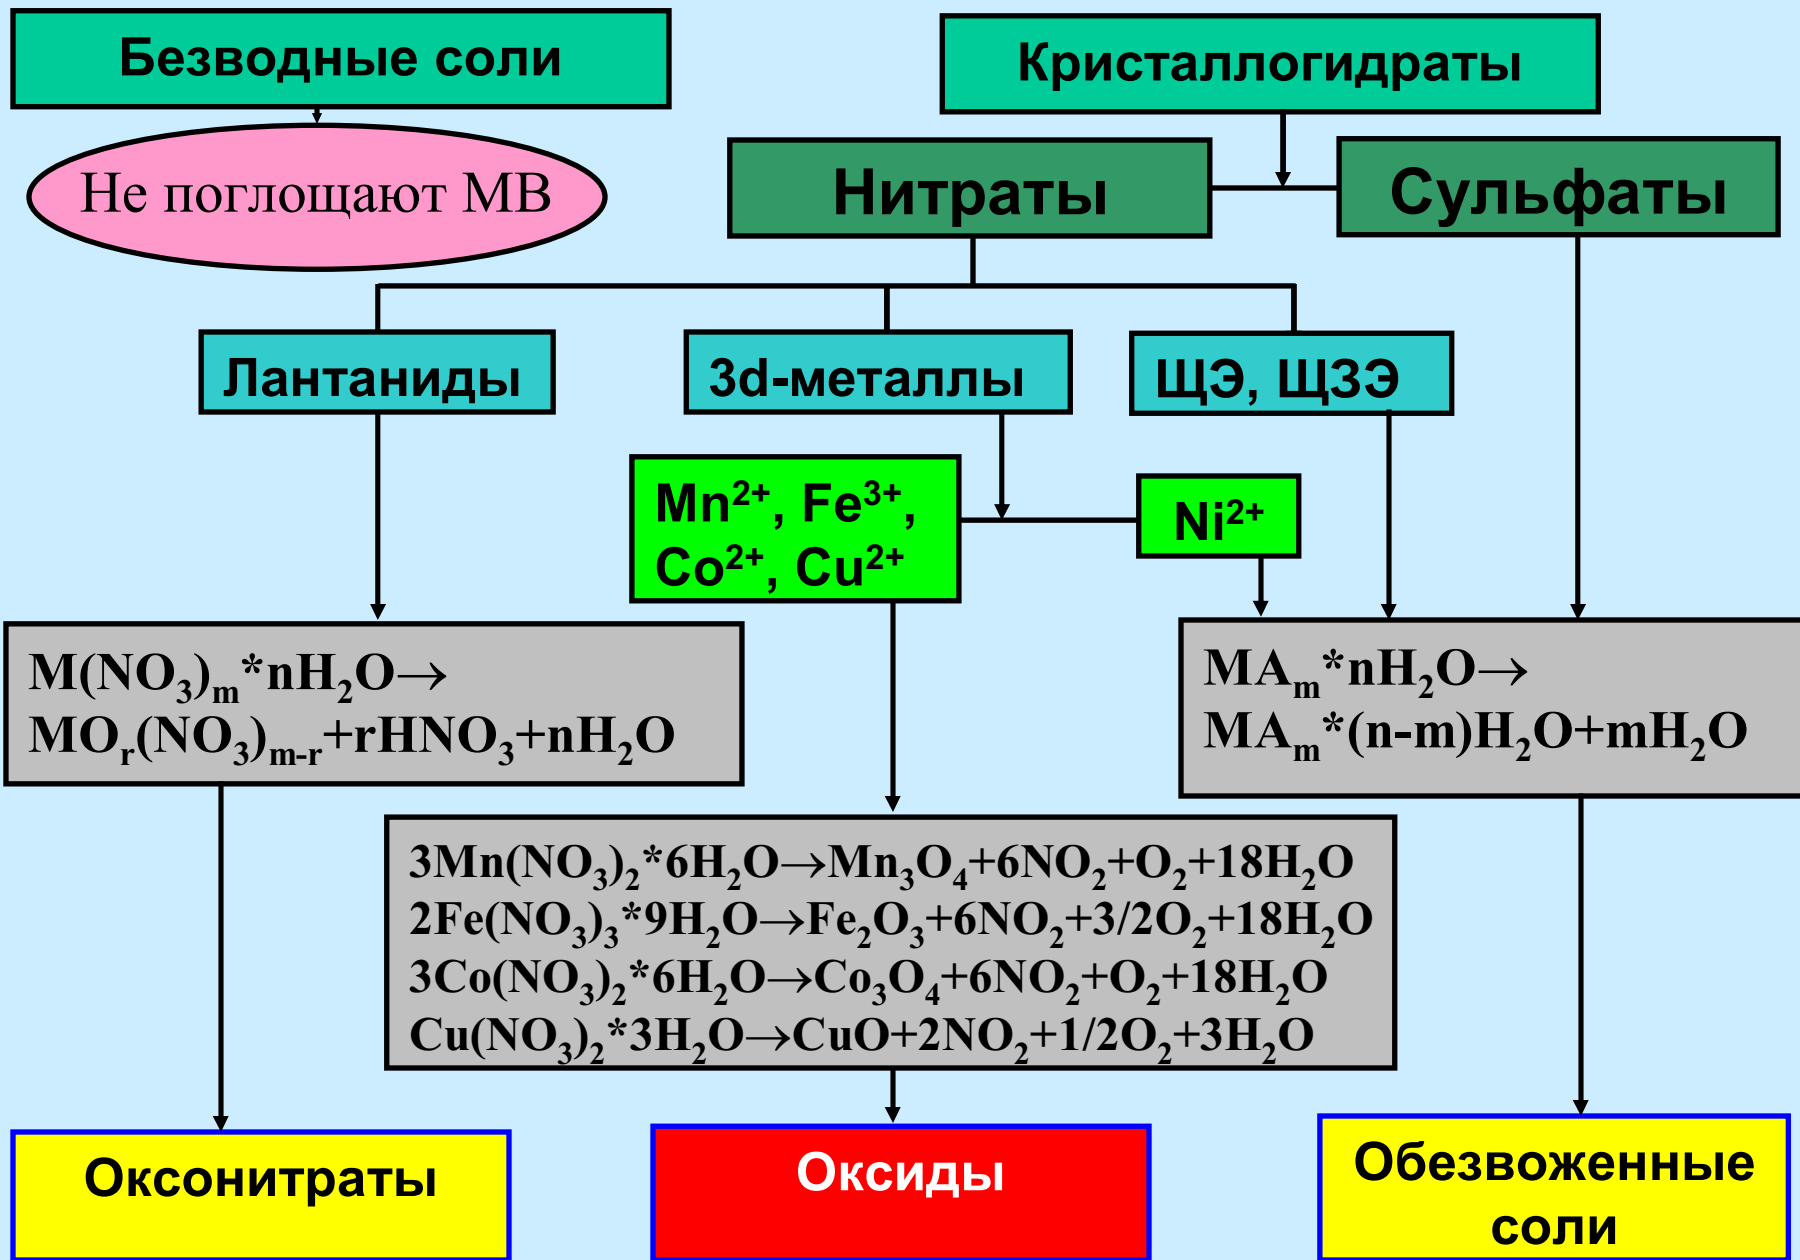 Безводные соли
Кристаллогидраты
Не поглощают МВ
Нитраты
Сульфаты
Лантаниды
3d-металлы
ЩЭ, ЩЗЭ
Mn²⁺, Fe³⁺,
Co²⁺, Cu²⁺
Ni²⁺
M(NO₃)ₘ*nH₂O→
MOᵣ(NO₃)ₘ₋ᵣ+rHNO₃+nH₂O
MAₘ*nH₂O→
MAₘ*(n-m)H₂O+mH₂O
3Mn(NO₃)₂*6H₂O→Mn₃O₄+6NO₂+O₂+18H₂O
2Fe(NO₃)₃*9H₂O→Fe₂O₃+6NO₂+3/2O₂+18H₂O
3Co(NO₃)₂*6H₂O→Co₃O₄+6NO₂+O₂+18H₂O
Cu(NO₃)₂*3H₂O→CuO+2NO₂+1/2O₂+3H₂O
Оксонитраты
Оксиды
Обезвоженные
соли